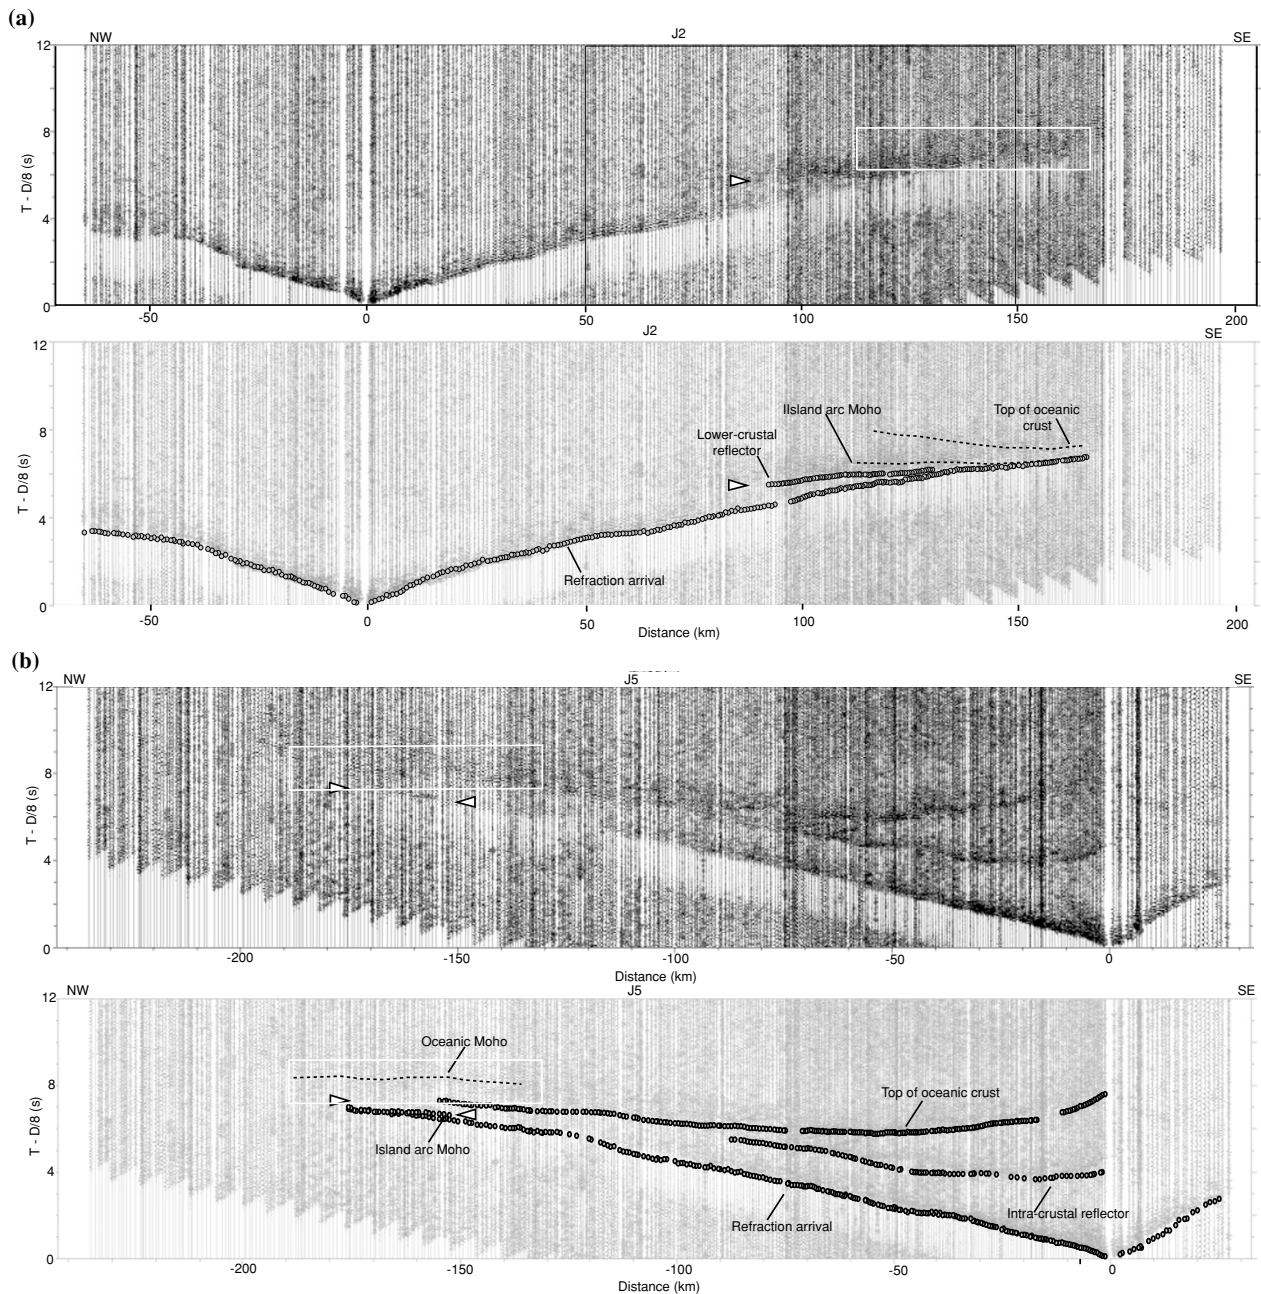 (a)
NW J2 SE
12
8
4
0
T - D/8 (s)
-50 0 50 100 150 200
J2
SE
12
8
4
0
T - D/8 (s)
IIsland arc Moho
Top of oceanic
crust
Lower-crustal
reflector
Refraction arrival
-50 0 50 100 150 200
Distance (km)
(b)
NW J5 SE
12
8
4
0
T - D/8 (s)
-200 -150 -100 -50 0
Distance (km)
NW J5 SE
12
8
4
0
T - D/8 (s)
Oceanic Moho
Top of oceanic crust
Island arc Moho
Refraction arrival
Intra-crustal reflector
-200 -150 -100 -50 0
Distance (km)